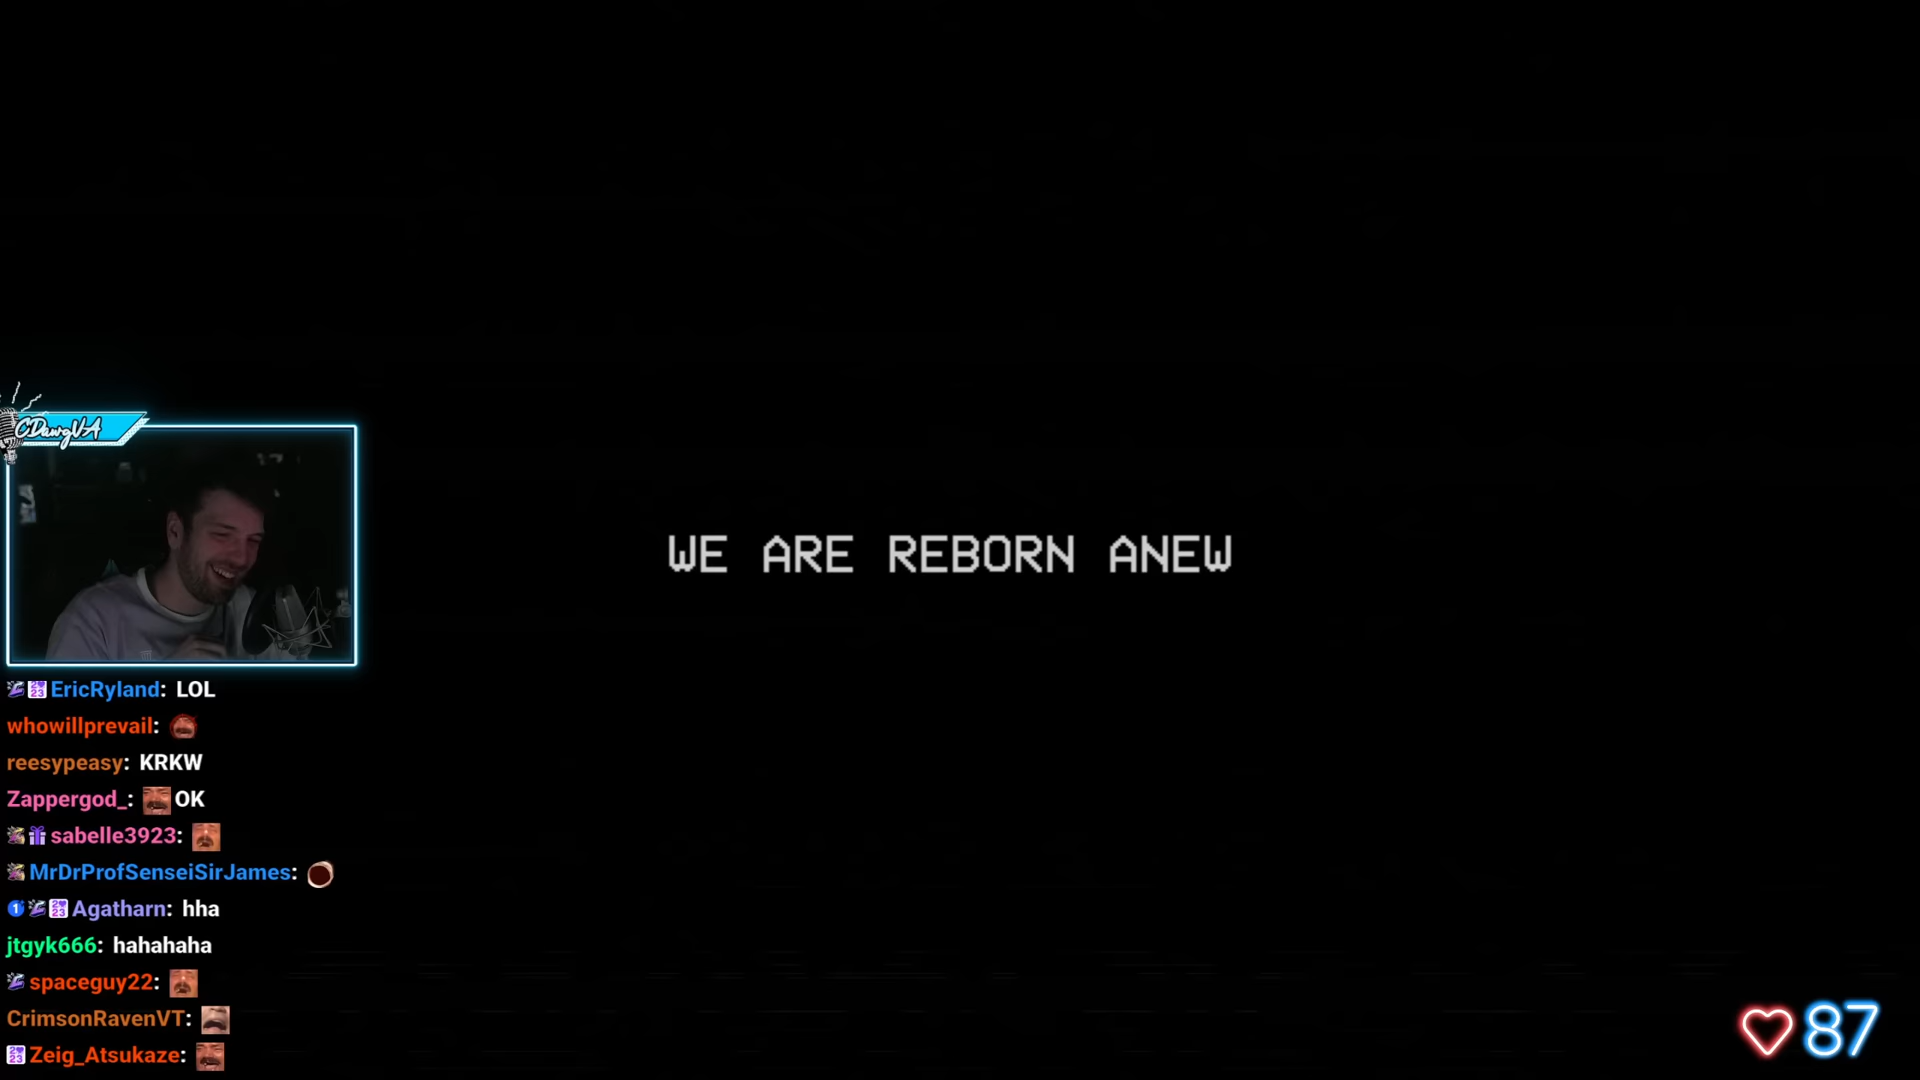 CDawgVA
WE ARE REBORN ANEW
EricRyland: LOL
whowillprevail:
reesypeasy: KRKW
Zappergod_: OK
sabelle3923:
MrDrProfSenseiSirJames:
Agatharn: hha
jtgyk666: hahahaha
spaceguy22:
CrimsonRavenVT:
Zeig_Atsukaze:
87